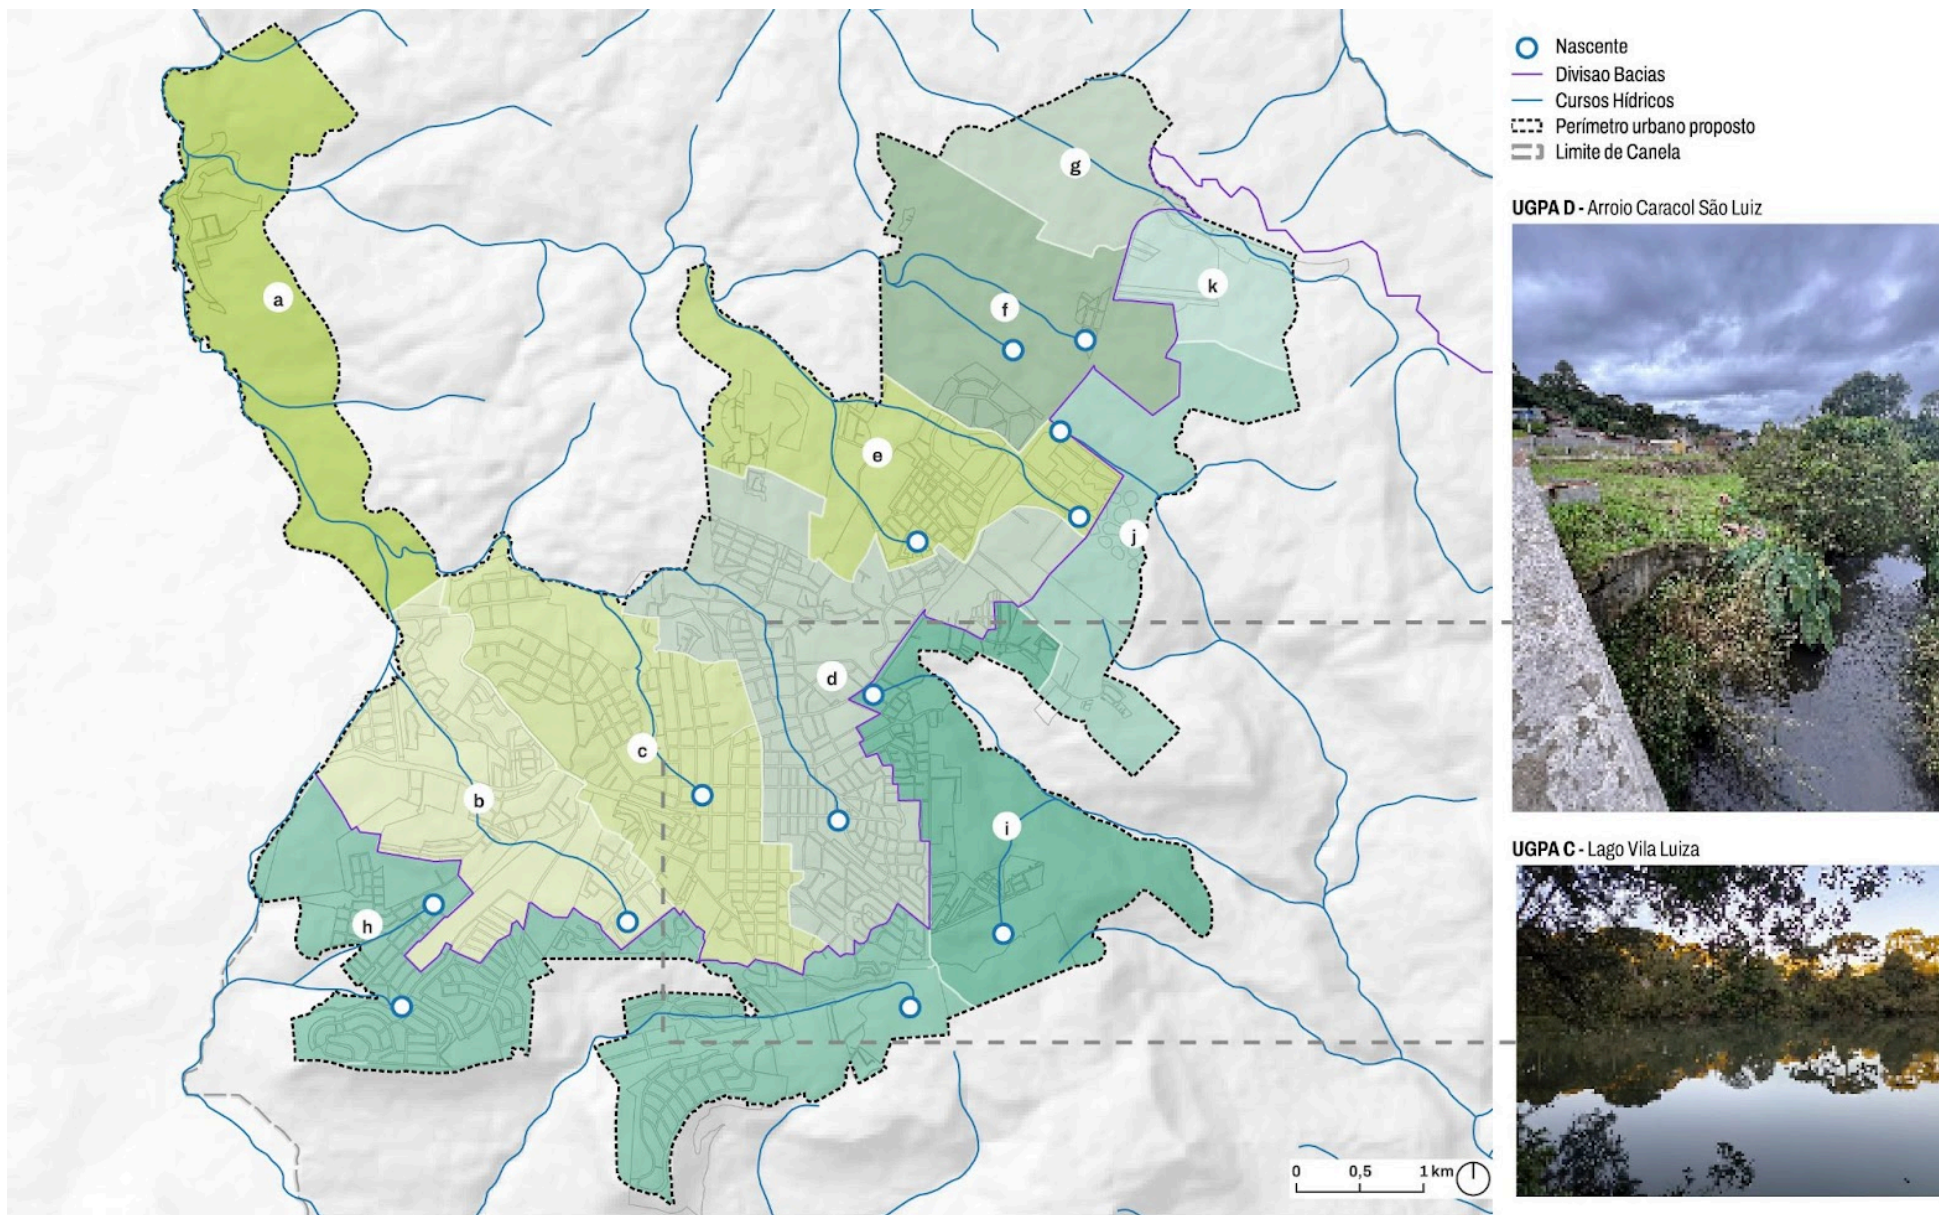 Nascente
Divisao Bacias
Cursos Hídricos
Perímetro urbano proposto
Limite de Canela
UGPA D - Arroio Caracol São Luiz
UGPA C - Lago Vila Luiza
a
g
k
f
e
j
d
c
b
i
h
0 0,5 1 km